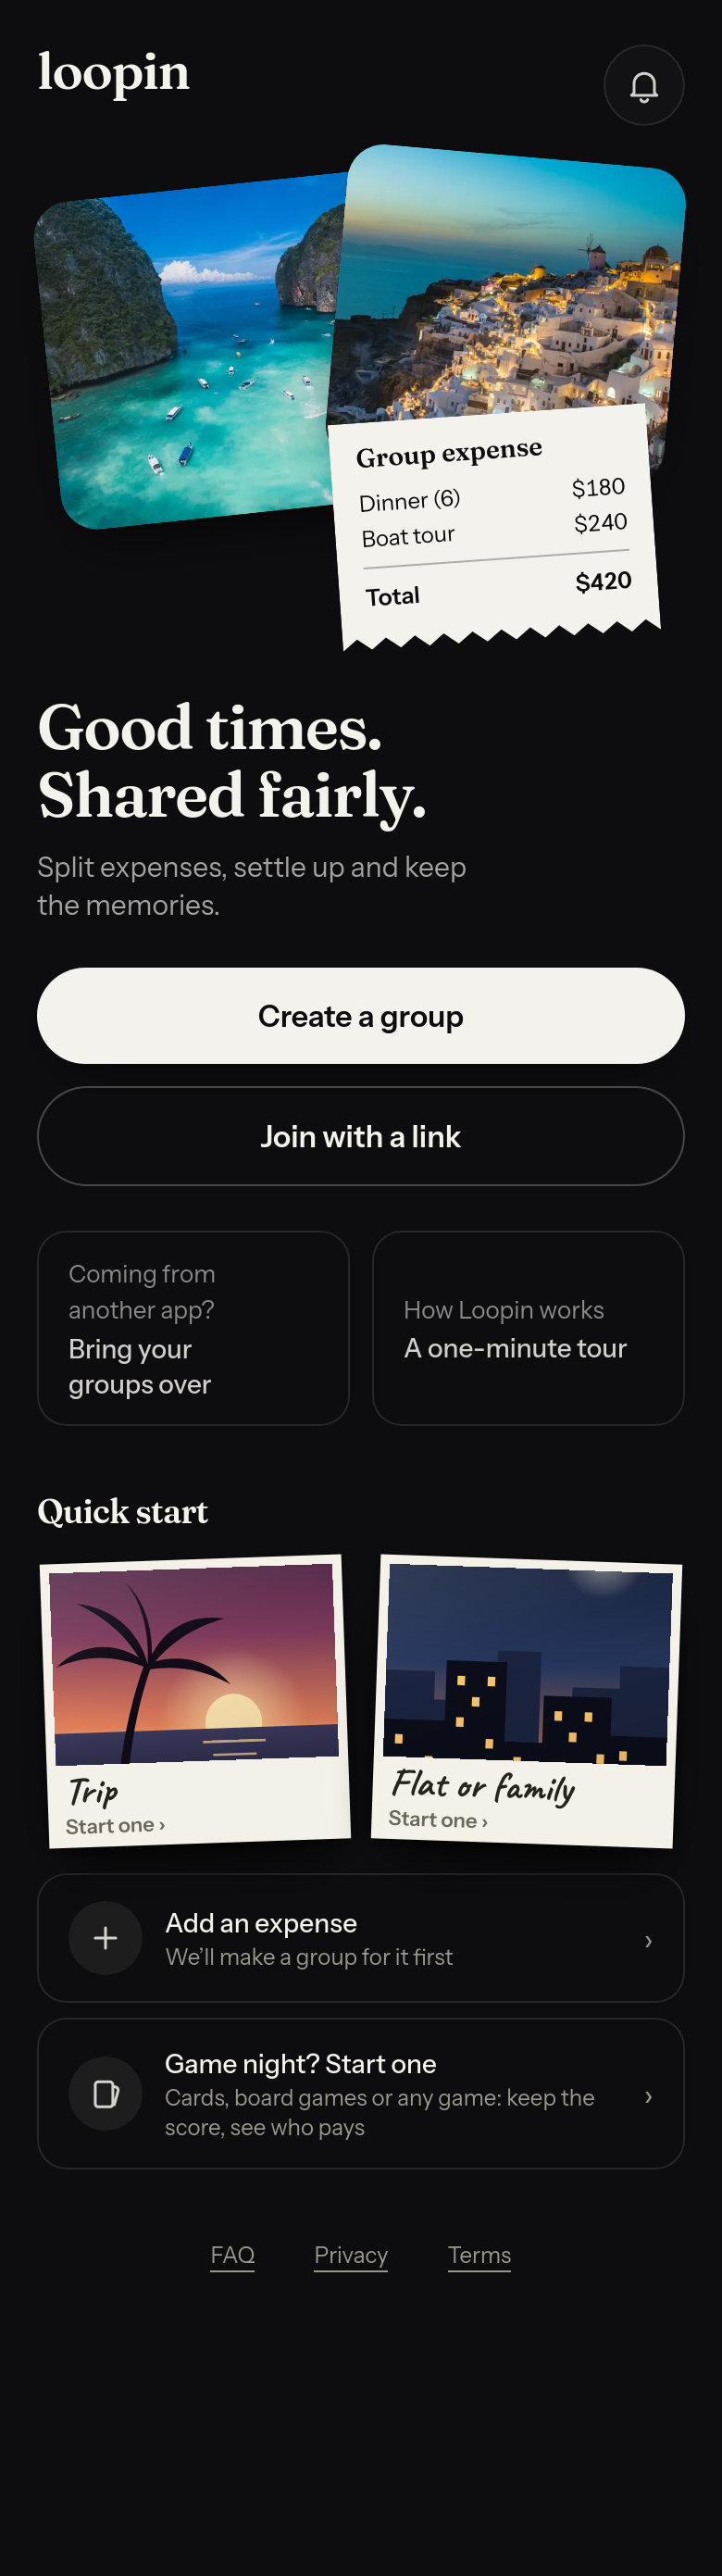 loopin
Group expense
Dinner (6) $180
Boat tour $240
Total $420
Good times.
Shared fairly.
Split expenses, settle up and keep
the memories.
Create a group
Join with a link
Coming from
another app?
Bring your
groups over
How Loopin works
A one-minute tour
Quick start
Trip
Start one ›
Flat or family
Start one ›
Add an expense
We’ll make a group for it first
›
Game night? Start one
Cards, board games or any game: keep the
score, see who pays
›
FAQ Privacy Terms